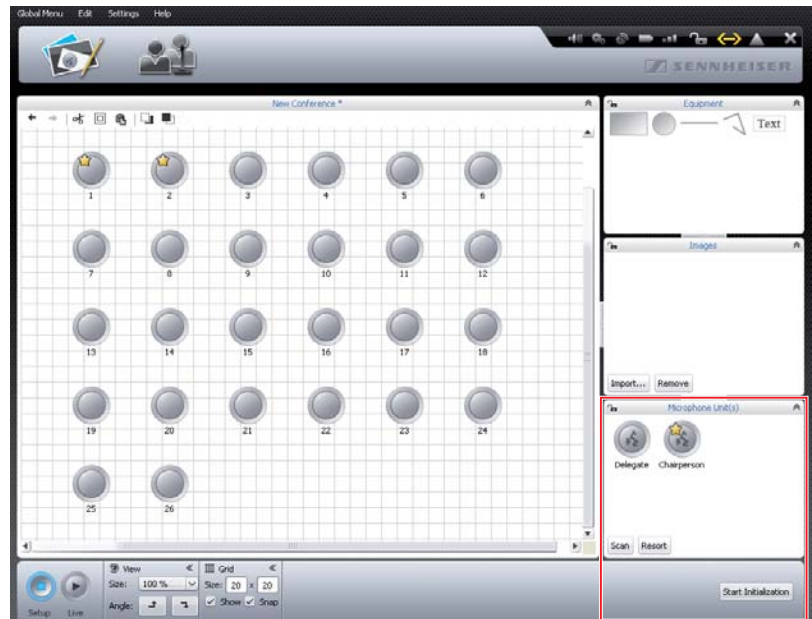 Global Menu Edit Settings Help
SENNHEISER
New Conference *
Equipment
Text
1 2 3 4 5 6
7 8 9 10 11 12
Images
13 14 15 16 17 18
Import... Remove
19 20 21 22 23 24
Microphone Unit(s)
Delegate Chairperson
25 26
Scan Resort
View
Size: 100 %
Angle:
Grid
Size: 20 x 20
Show Snap
Setup Live
Start Initialization